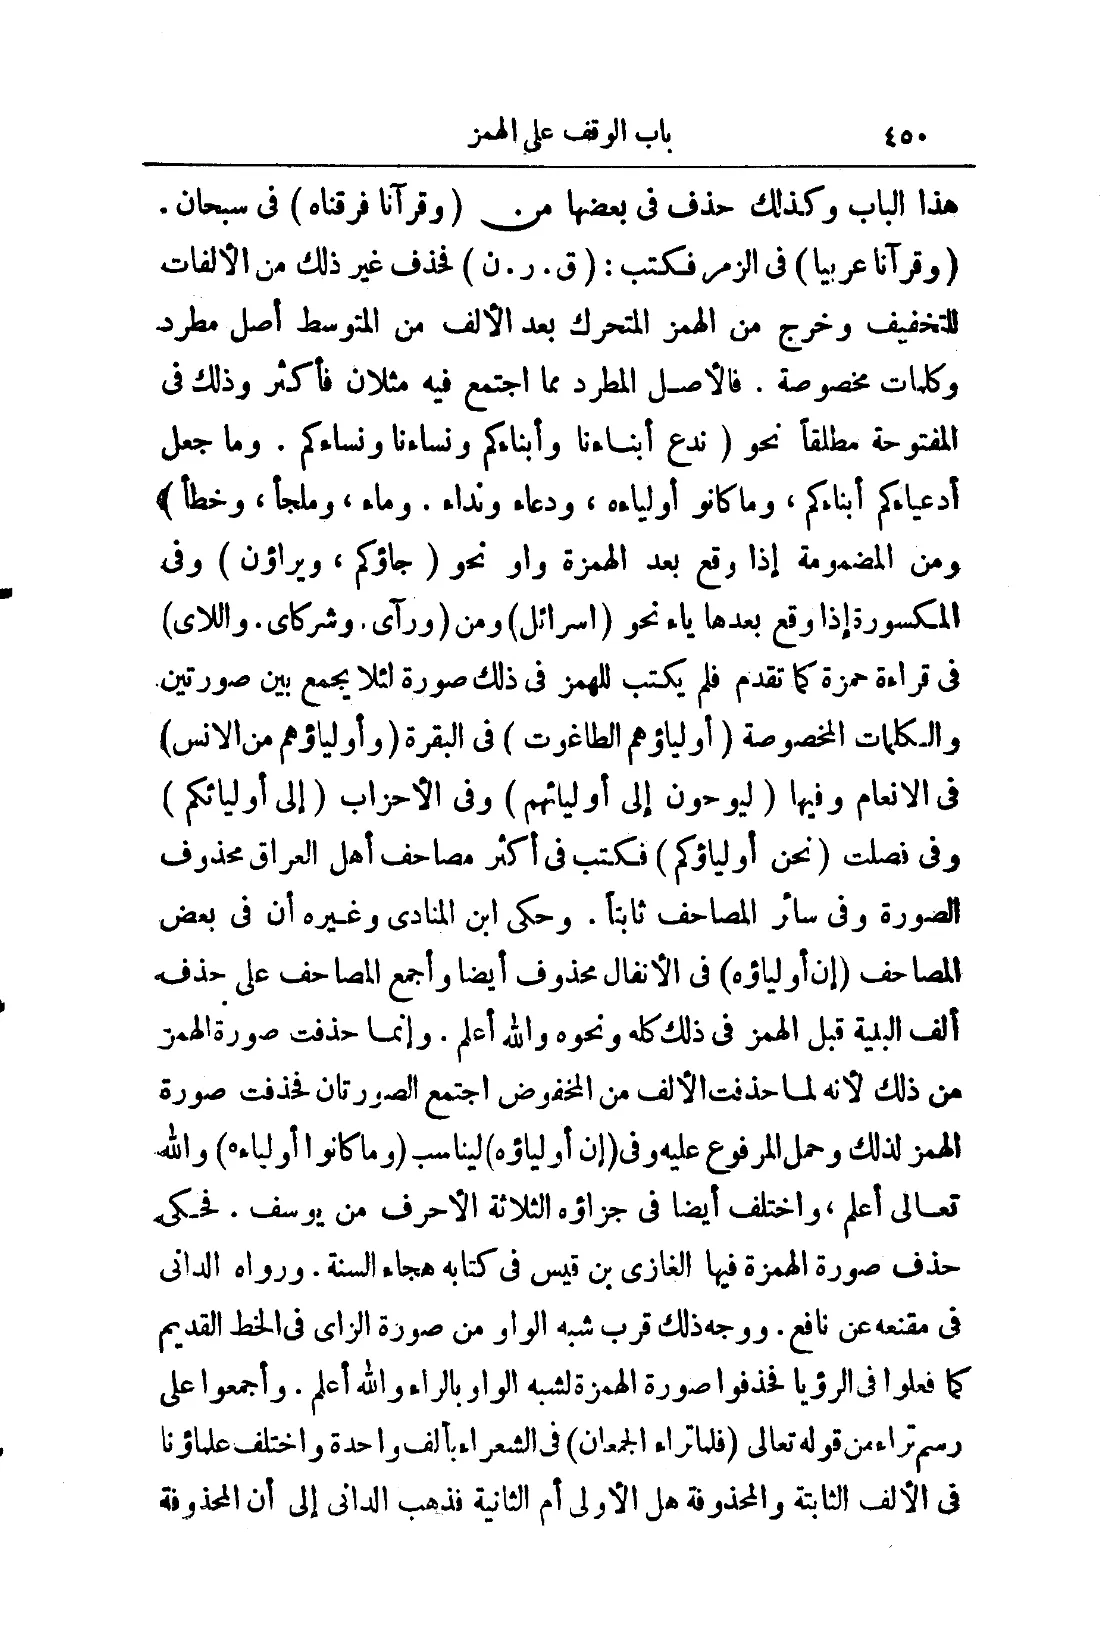 ٤٥٠ باب الوقف على الهمز
هذا الباب وكذلك حذف فى بعضها من (وقرآنا فرقناه) فى سبحان .
(وقرآنا عربيا) فى الزمر فكتب : (ق . ر . ن) فحذف غير ذلك من الألفات
للتخفيف وخرج من الهمز المتحرك بعد الألف من المتوسط أصل مطرد
وكلمات مخصوصة . فالأصل المطرد مما اجتمع فيه مثلان فأكثر وذلك فى
المفتوحة مطلقاً نحو (ندع أبناءنا وأبناءكم ونساءنا ونساءكم . وما جعل
أدعياءكم أبناءكم ، وما كانو أولياءه ، ودعاء ونداء . وماء ، وملجأ ، وخطأ)
ومن المضمومة إذا وقع بعد الهمزة واو نحو (جاؤكم ، ويراؤن) وفى
المكسورة إذا وقع بعدها ياء نحو (اسرائل) ومن (ورآى . وشركاى . واللاى)
فى قراءة حمزة كما تقدم فلم يكتب للهمز فى ذلك صورة لئلا يجمع بين صورتين
والكلمات المخصوصة (أولياؤهم الطاغوت) فى البقرة (وأولياؤهم من الانس)
فى الانعام وفيها (ليوحون إلى أوليائهم) وفى الأحزاب (إلى أوليائكم)
وفى فصلت (نحن أولياؤكم) فكتب فى أكثر مصاحف أهل العراق محذوف
الصورة وفى سائر المصاحف ثابتاً . وحكى ابن المنادى وغيره أن فى بعض
المصاحف (إن أولياؤه) فى الأنفال محذوف أيضا وأجمع المصاحف على حذف
ألف البنية قبل الهمز فى ذلك كله ونحوه والله أعلم . وإنما حذفت صورة الهمز
من ذلك لأنه لما حذفت الألف من المخفوض اجتمع الصورتان فحذفت صورة
الهمز لذلك وحمل المرفوع عليه وفى (إن أولياؤه) ليناسب (وما كانوا أولياءه) والله
تعالى أعلم ، واختلف أيضا فى جزاؤه الثلاثة الأحرف من يوسف . فحكى
حذف صورة الهمزة فيها الغازى بن قيس فى كتابه هجاء السنة . ورواه الدانى
فى مقنعه عن نافع . ووجه ذلك قرب شبه الواو من صورة الزاى فى الخط القديم
كما فعلوا فى الرؤيا فحذفوا صورة الهمزة لشبه الواو بالراء والله أعلم . وأجمعوا على
رسم تراء من قوله تعالى (فلما تراء الجمعان) فى الشعراء بألف واحدة واختلف علماؤنا
فى الألف الثابتة والمحذوفة هل الأولى أم الثانية فذهب الدانى إلى أن المحذوفة